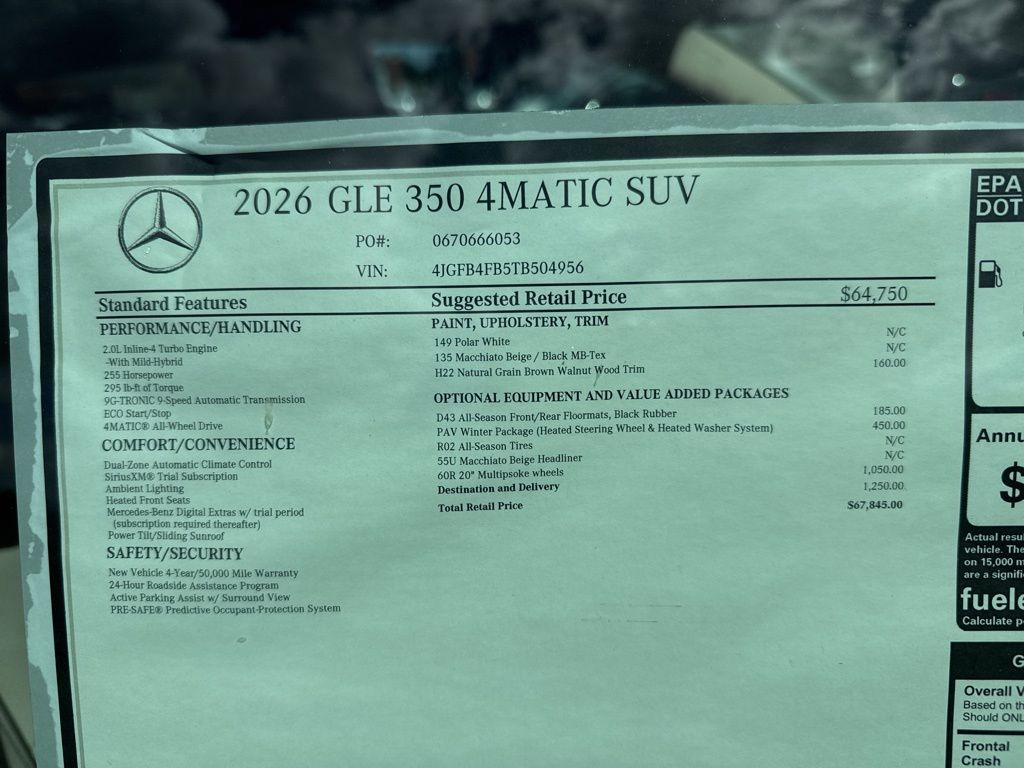 2026 GLE 350 4MATIC SUV
PO#: 0670666053
VIN: 4JGFB4FB5TB504956
Standard Features
PERFORMANCE/HANDLING
2.0L Inline-4 Turbo Engine
-With Mild-Hybrid
255 Horsepower
295 lb-ft of Torque
9G-TRONIC 9-Speed Automatic Transmission
ECO Start/Stop
4MATIC® All-Wheel Drive
COMFORT/CONVENIENCE
Dual-Zone Automatic Climate Control
SiriusXM® Trial Subscription
Ambient Lighting
Heated Front Seats
Mercedes-Benz Digital Extras w/ trial period
(subscription required thereafter)
Power Tilt/Sliding Sunroof
SAFETY/SECURITY
New Vehicle 4-Year/50,000 Mile Warranty
24-Hour Roadside Assistance Program
Active Parking Assist w/ Surround View
PRE-SAFE® Predictive Occupant-Protection System
Suggested Retail Price $64,750
PAINT, UPHOLSTERY, TRIM
149 Polar White N/C
135 Macchiato Beige / Black MB-Tex N/C
H22 Natural Grain Brown Walnut Wood Trim 160.00
OPTIONAL EQUIPMENT AND VALUE ADDED PACKAGES
D43 All-Season Front/Rear Floormats, Black Rubber 185.00
PAV Winter Package (Heated Steering Wheel & Heated Washer System) 450.00
R02 All-Season Tires N/C
55U Macchiato Beige Headliner N/C
60R 20" Multipsoke wheels 1,050.00
Destination and Delivery 1,250.00
Total Retail Price $67,845.00
EPA
DOT
$
Actual
vehicle. The
on 15,000
are a
Calculate
G
Overall
Based on
Should
Frontal
Crash